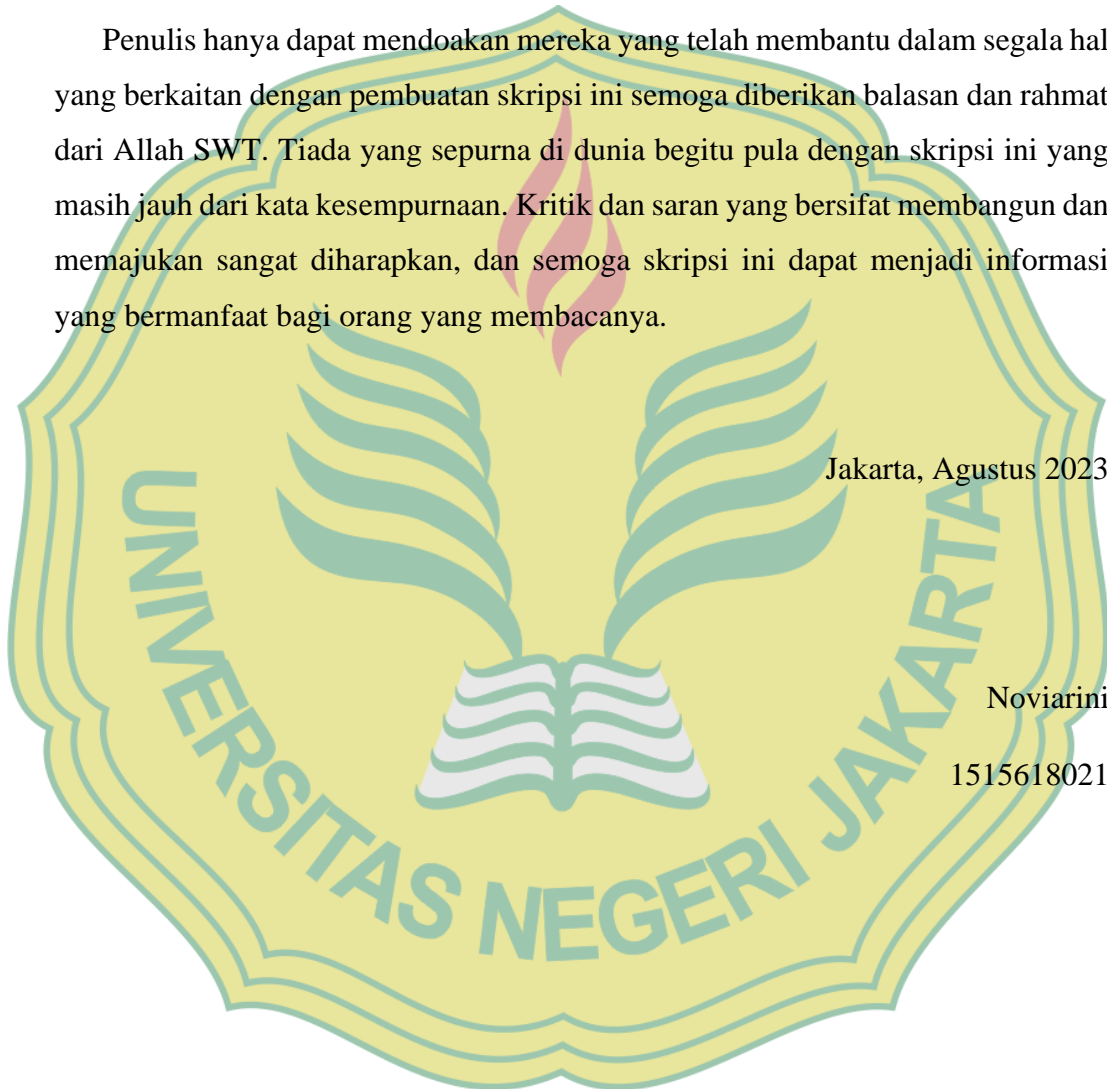 Penulis hanya dapat mendoakan mereka yang telah membantu dalam segala hal
yang berkaitan dengan pembuatan skripsi ini semoga diberikan balasan dan rahmat
dari Allah SWT. Tiada yang sepurna di dunia begitu pula dengan skripsi ini yang
masih jauh dari kata kesempurnaan. Kritik dan saran yang bersifat membangun dan
memajukan sangat diharapkan, dan semoga skripsi ini dapat menjadi informasi
yang bermanfaat bagi orang yang membacanya.
Jakarta, Agustus 2023
Noviarini
1515618021
UNIVERSITAS NEGERI JAKARTA